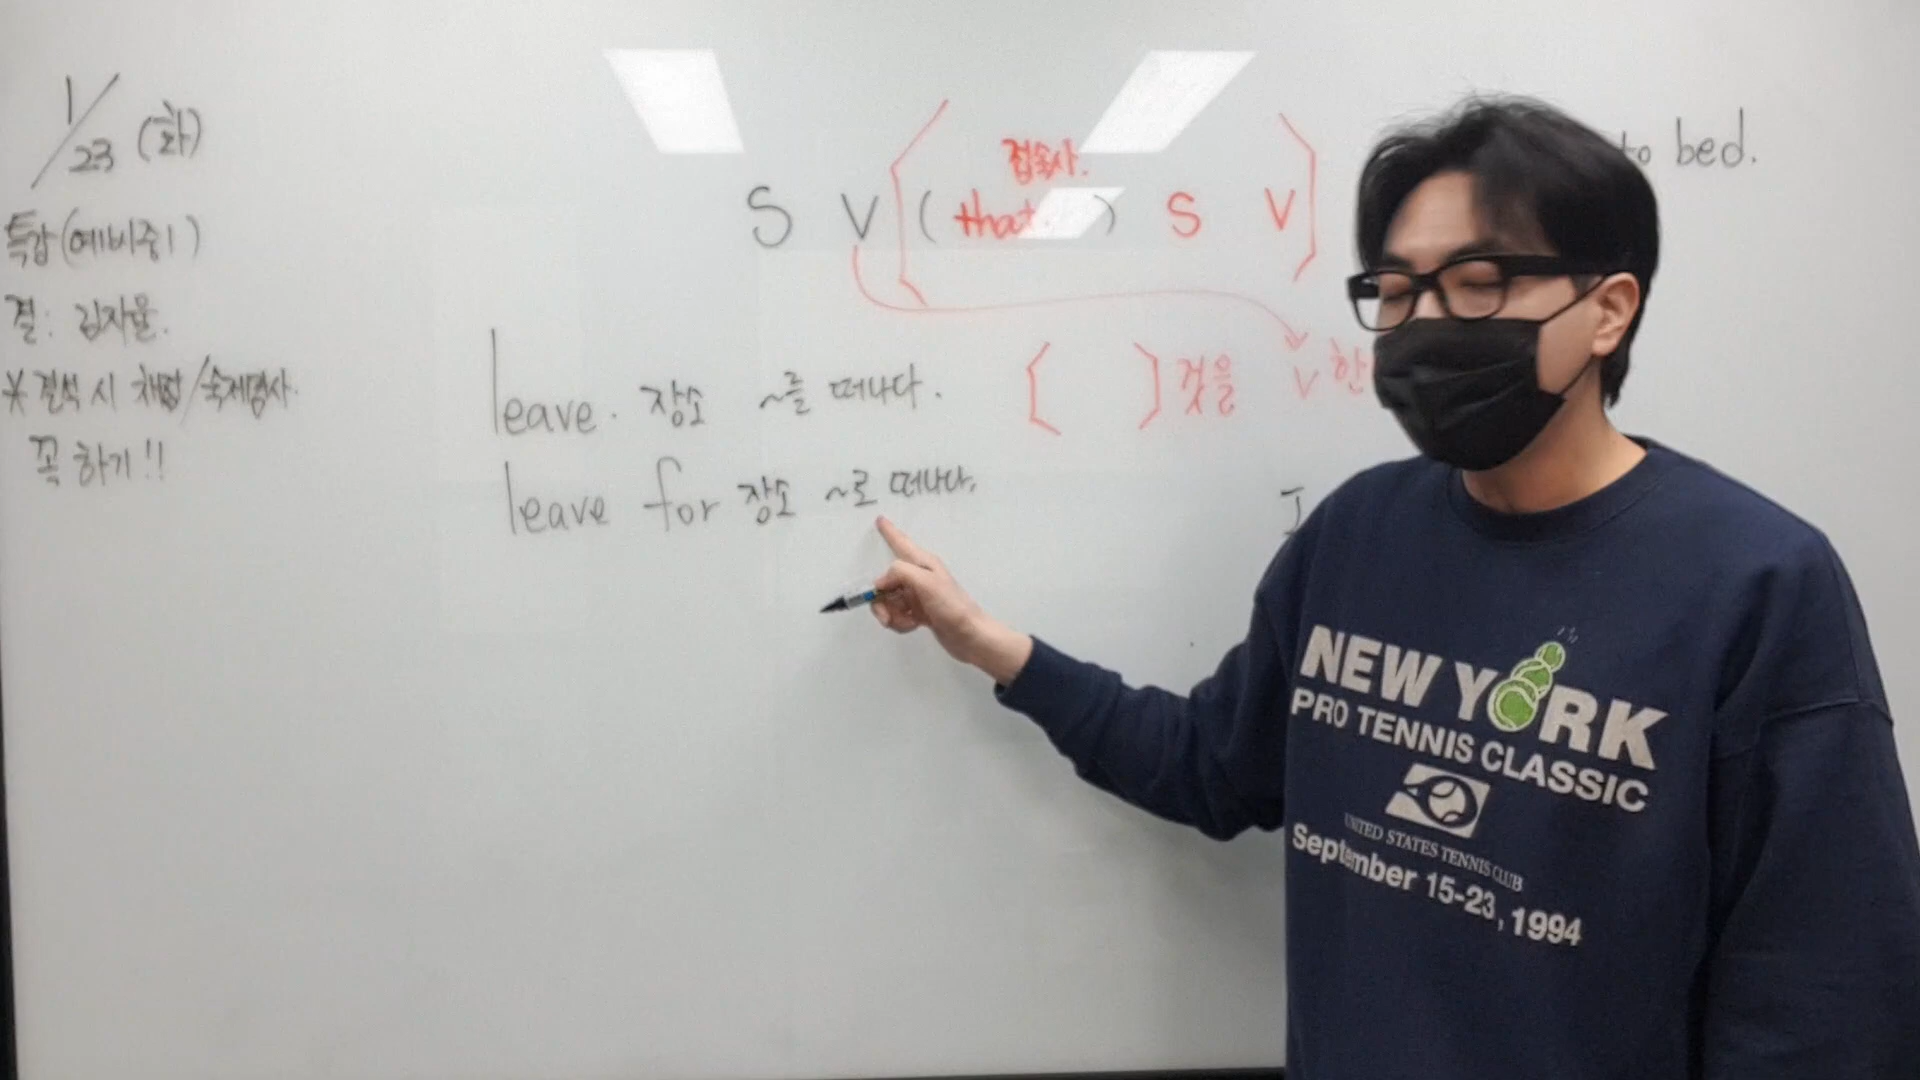 1/23 (화)
특강(예비중1)
결: 김자율.
* 결석 시 채팅/숙제검사
꼭 하기!!
접속사.
S V ( that ) S V
to bed.
leave. 장소 ~를 떠나다.
[ ] 것을 V 한
leave for 장소 ~로 떠나다.
I
NEW YORK
PRO TENNIS CLASSIC
UNITED STATES TENNIS CLUB
September 15-23, 1994